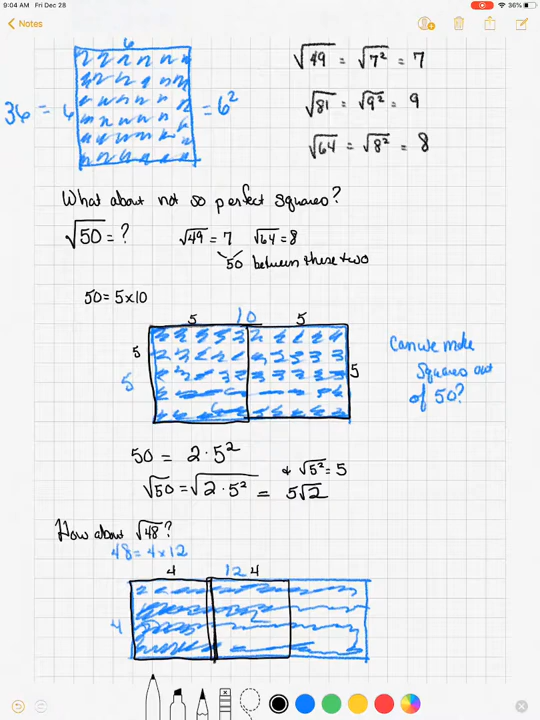 9:04 AM Fri Dec 28
36%
Notes
6
36 = 6 = 6²
√49 = √7² = 7
√81 = √9² = 9
√64 = √8² = 8
What about not so perfect squares?
√50 = ? √49 = 7 √64 = 8
50 between these two
50 = 5 x 10
5 10 5
5
5
5
Can we make
squares out
of 50?
50 = 2 · 5²
& √5² = 5
√50 = √2 · 5² = 5√2
How about √48?
48 = 4 x 12
4 12 4
4